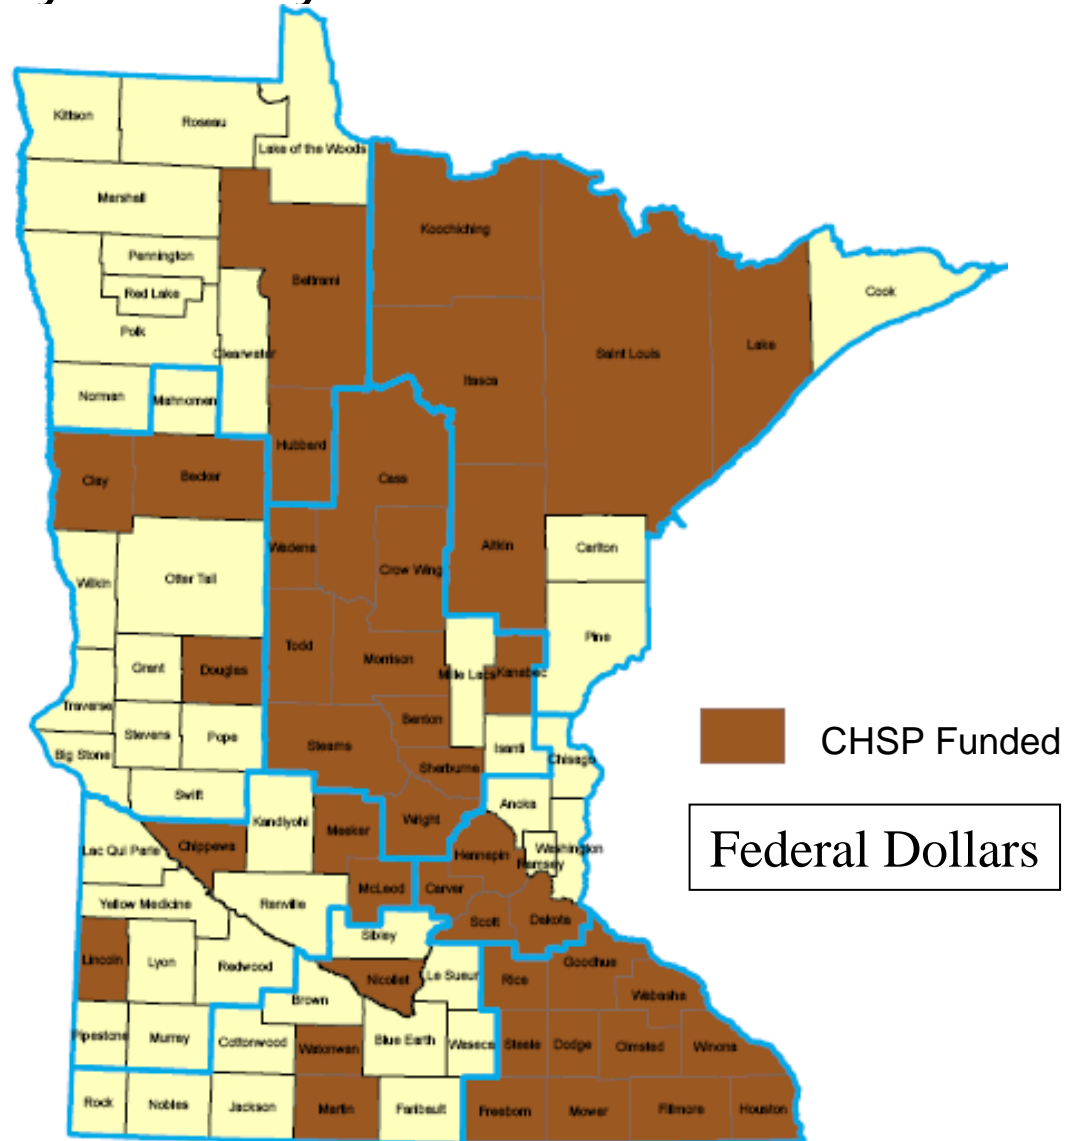 Kittson
Roseau
Lake of the Woods
Marshall
Koochiching
Pennington
Beltrami
Red Lake
Cook
Polk
Clearwater
Saint Louis
Lake
Itasca
Norman
Mahnomen
Hubbard
Clay
Becker
Cass
Wadena
Aitkin
Carlton
Crow Wing
Wilkin
Otter Tail
Pine
Todd
Morrison
Grant
Douglas
Mille Lacs
Kanabec
Traverse
Benton
Stevens
Pope
Stearns
Isanti
Big Stone
Chisago
Sherburne
Swift
Anoka
Kandiyohi
Wright
Meeker
Chippewa
Lac Qui Parle
Hennepin
Washington
Ramsey
McLeod
Carver
Yellow Medicine
Renville
Scott
Dakota
Sibley
Lincoln
Lyon
Redwood
Goodhue
Nicollet
Le Sueur
Rice
Wabasha
Brown
Pipestone
Murray
Cottonwood
Watonwan
Blue Earth
Waseca
Steele
Dodge
Olmsted
Winona
Rock
Nobles
Jackson
Martin
Faribault
Freeborn
Mower
Fillmore
Houston
CHSP Funded
Federal Dollars